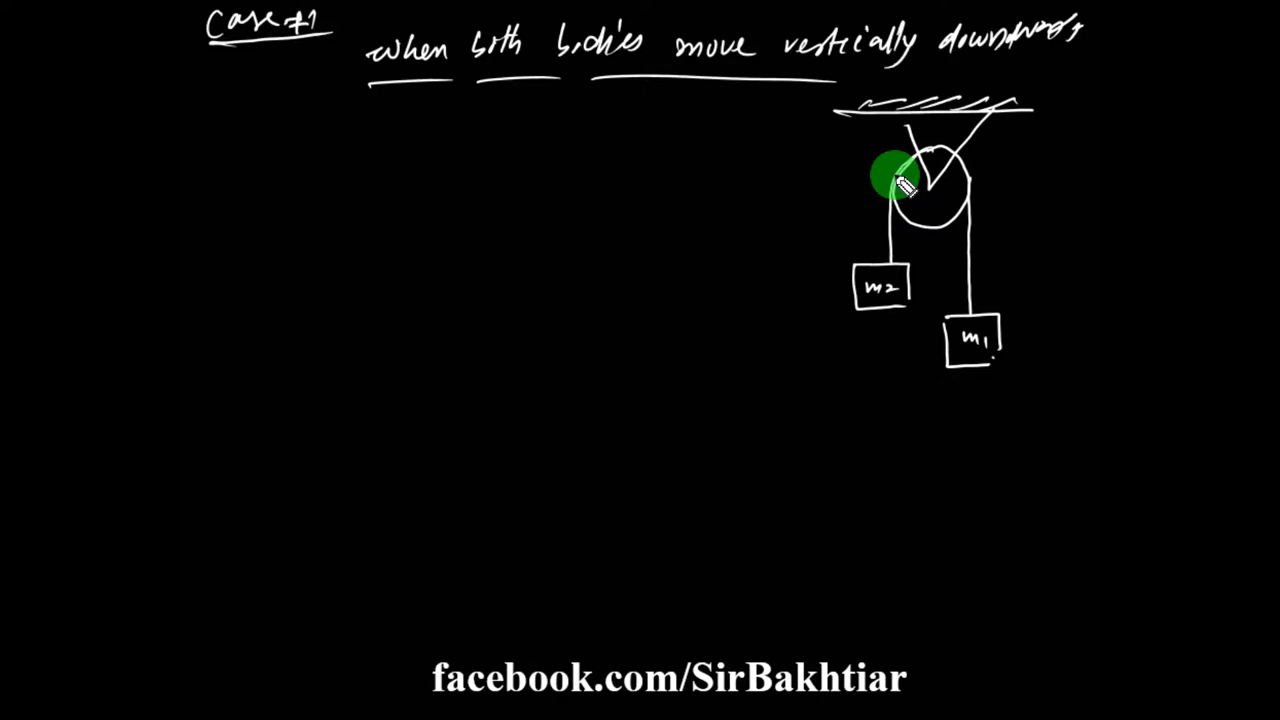 Case #1
when both bodies move vertically downwards
m2
m1
facebook.com/SirBakhtiar